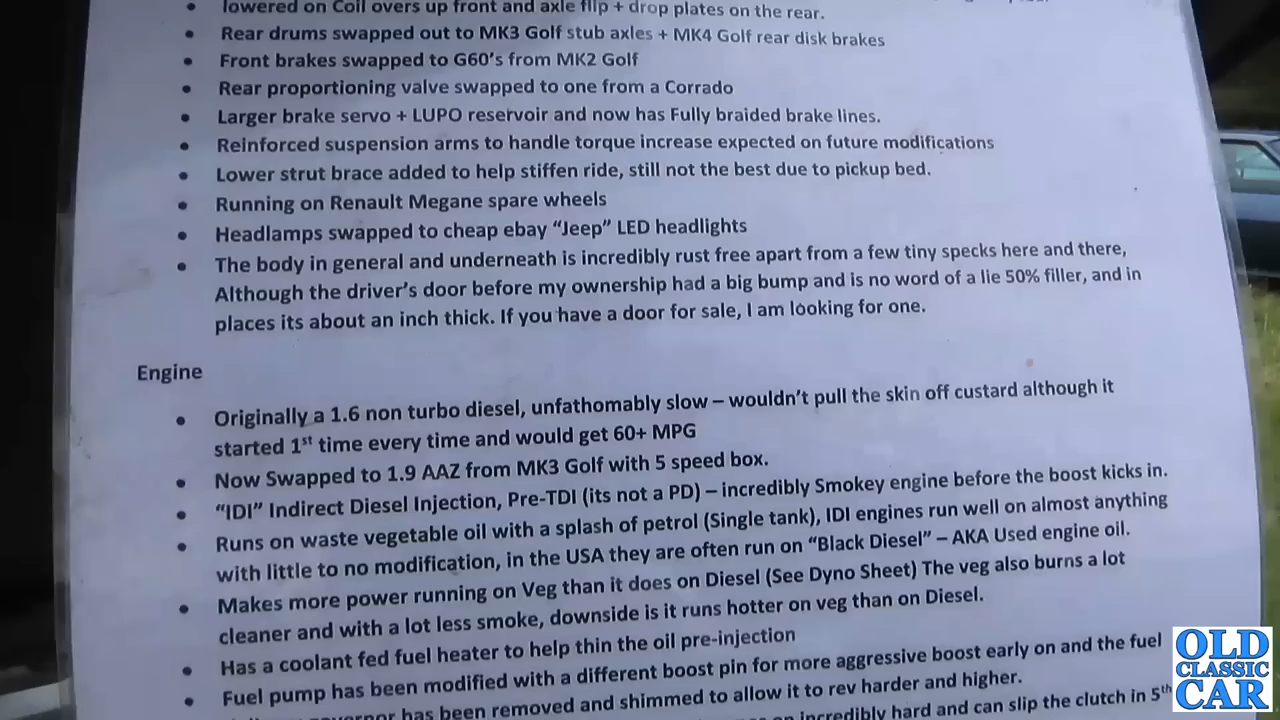 lowered on Coil overs up front and axle flip + drop plates on the rear.
• Rear drums swapped out to MK3 Golf stub axles + MK4 Golf rear disk brakes
• Front brakes swapped to G60's from MK2 Golf
• Rear proportioning valve swapped to one from a Corrado
• Larger brake servo + LUPO reservoir and now has Fully braided brake lines.
• Reinforced suspension arms to handle torque increase expected on future modifications
• Lower strut brace added to help stiffen ride, still not the best due to pickup bed.
• Running on Renault Megane spare wheels
• Headlamps swapped to cheap ebay "Jeep" LED headlights
• The body in general and underneath is incredibly rust free apart from a few tiny specks here and there,
Although the driver's door before my ownership had a big bump and is no word of a lie 50% filler, and in
places its about an inch thick. If you have a door for sale, I am looking for one.
Engine
• Originally a 1.6 non turbo diesel, unfathomably slow – wouldn't pull the skin off custard although it
started 1st time every time and would get 60+ MPG
• Now Swapped to 1.9 AAZ from MK3 Golf with 5 speed box.
• "IDI" Indirect Diesel Injection, Pre-TDI (its not a PD) – incredibly Smokey engine before the boost kicks in.
• Runs on waste vegetable oil with a splash of petrol (Single tank), IDI engines run well on almost anything
with little to no modification, in the USA they are often run on "Black Diesel" – AKA Used engine oil.
• Makes more power running on Veg than it does on Diesel (See Dyno Sheet) The veg also burns a lot
cleaner and with a lot less smoke, downside is it runs hotter on veg than on Diesel.
• Has a coolant fed fuel heater to help thin the oil pre-injection
• Fuel pump has been modified with a different boost pin for more aggressive boost early on and the fuel
has been removed and shimmed to allow it to rev harder and higher.
incredibly hard and can slip the clutch in 5th
OLD
CLASSIC
CAR